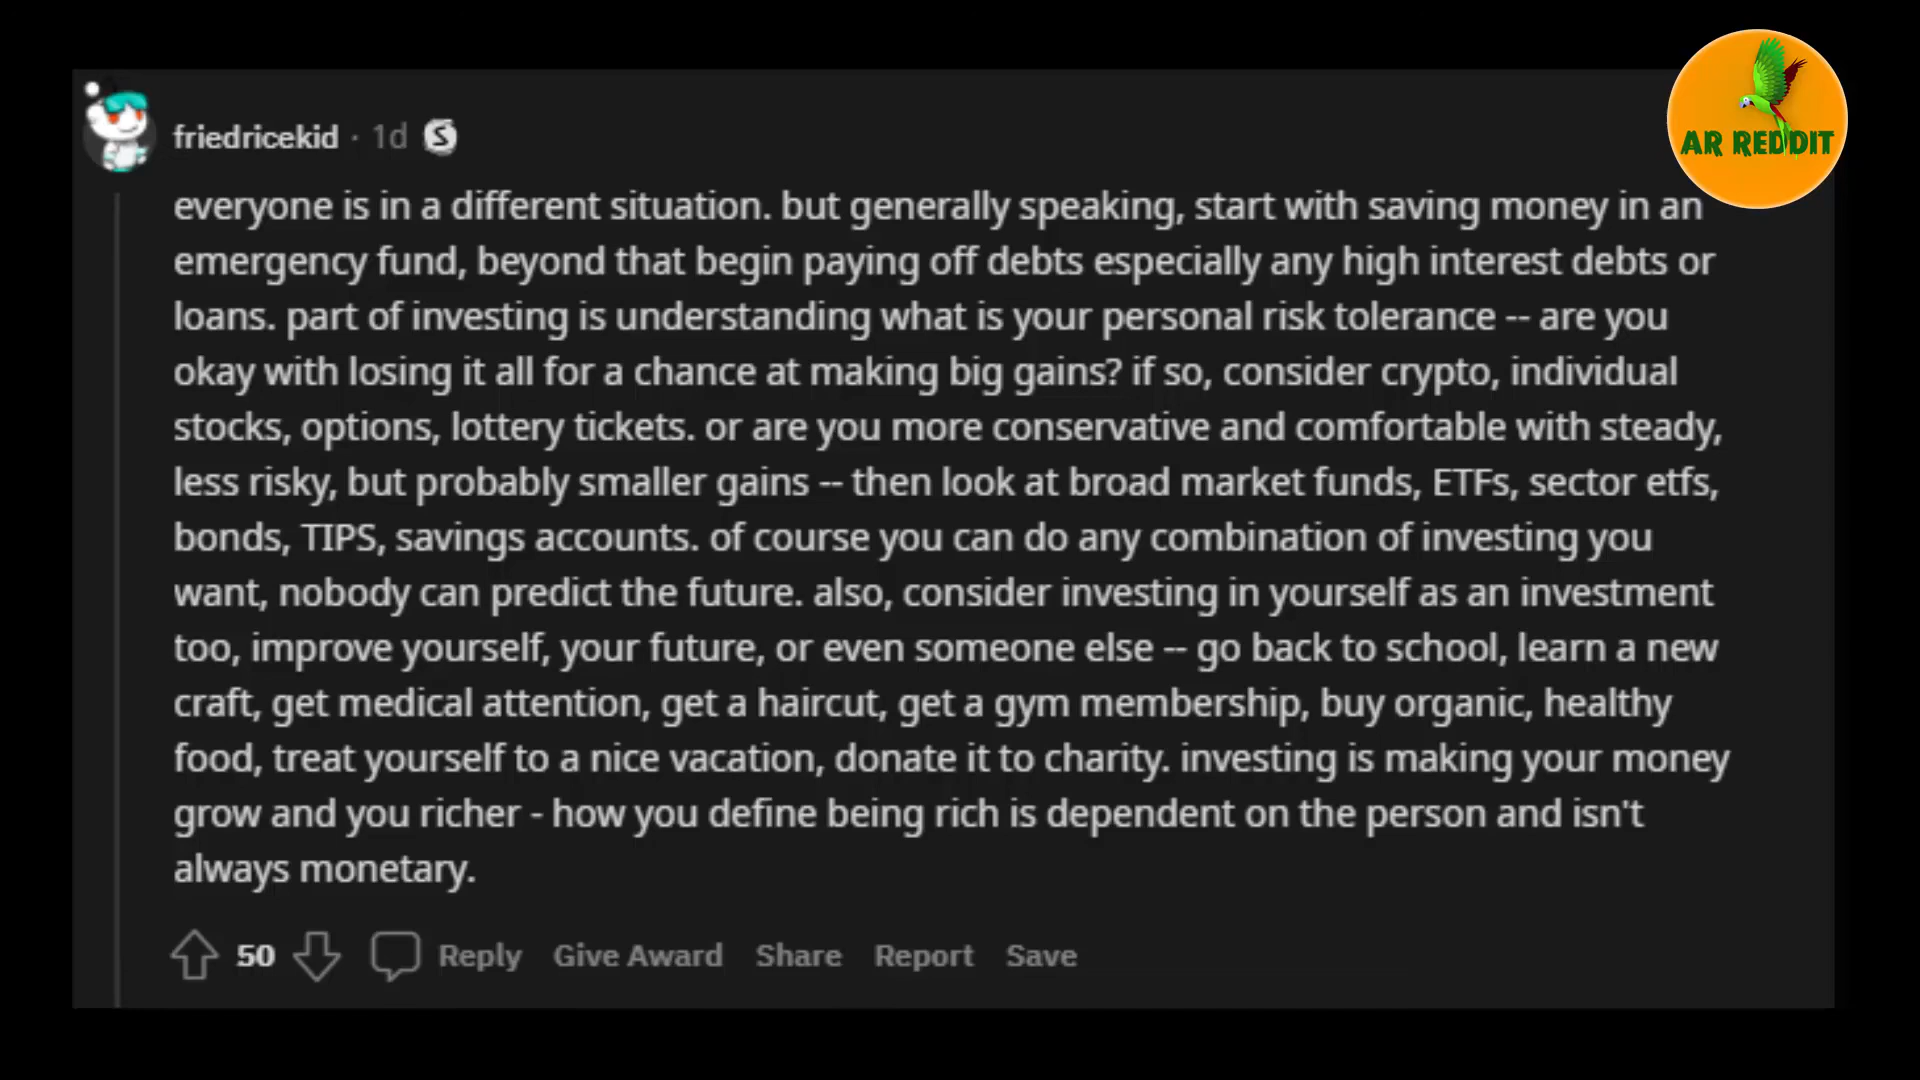 AR REDDIT
friedricekid · 1d S
everyone is in a different situation. but generally speaking, start with saving money in an
emergency fund, beyond that begin paying off debts especially any high interest debts or
loans. part of investing is understanding what is your personal risk tolerance -- are you
okay with losing it all for a chance at making big gains? if so, consider crypto, individual
stocks, options, lottery tickets. or are you more conservative and comfortable with steady,
less risky, but probably smaller gains -- then look at broad market funds, ETFs, sector etfs,
bonds, TIPS, savings accounts. of course you can do any combination of investing you
want, nobody can predict the future. also, consider investing in yourself as an investment
too, improve yourself, your future, or even someone else -- go back to school, learn a new
craft, get medical attention, get a haircut, get a gym membership, buy organic, healthy
food, treat yourself to a nice vacation, donate it to charity. investing is making your money
grow and you richer - how you define being rich is dependent on the person and isn't
always monetary.
50 Reply Give Award Share Report Save